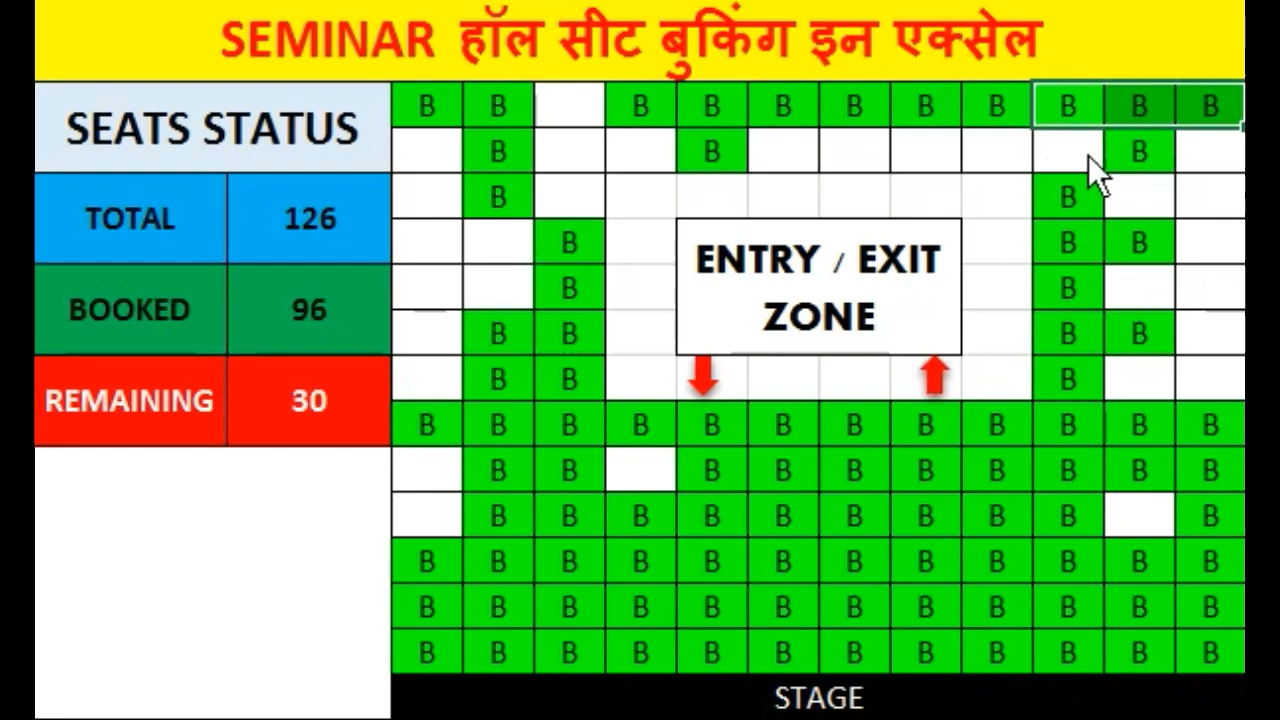 SEMINAR हॉल सीट बुकिंग इन एक्सेल
SEATS STATUS
TOTAL 126
BOOKED 96
REMAINING 30
B B B B B B B B B B B
B B B
B B
B B B
B B
B B B B
B B B
ENTRY / EXIT
ZONE
B B B B B B B B B B B B
B B B B B B B B B B
B B B B B B B B B B
B B B B B B B B B B B B
B B B B B B B B B B B B
B B B B B B B B B B B B
STAGE